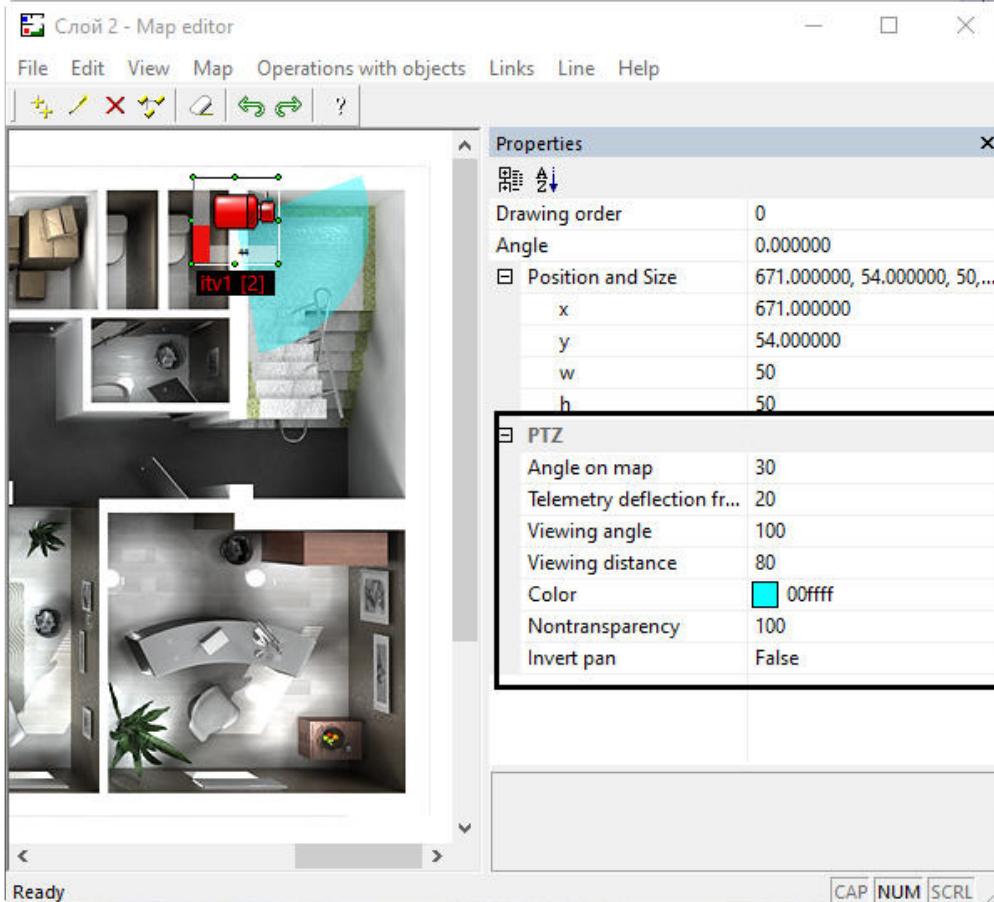 Слой 2 - Map editor
File Edit View Map Operations with objects Links Line Help
?
Properties
Drawing order 0
Angle 0.000000
Position and Size 671.000000, 54.000000, 50,...
x 671.000000
y 54.000000
w 50
h 50
PTZ
Angle on map 30
Telemetry deflection fr... 20
Viewing angle 100
Viewing distance 80
Color 00ffff
Nontransparency 100
Invert pan False
itv1 [2]
Ready
CAP NUM SCRL